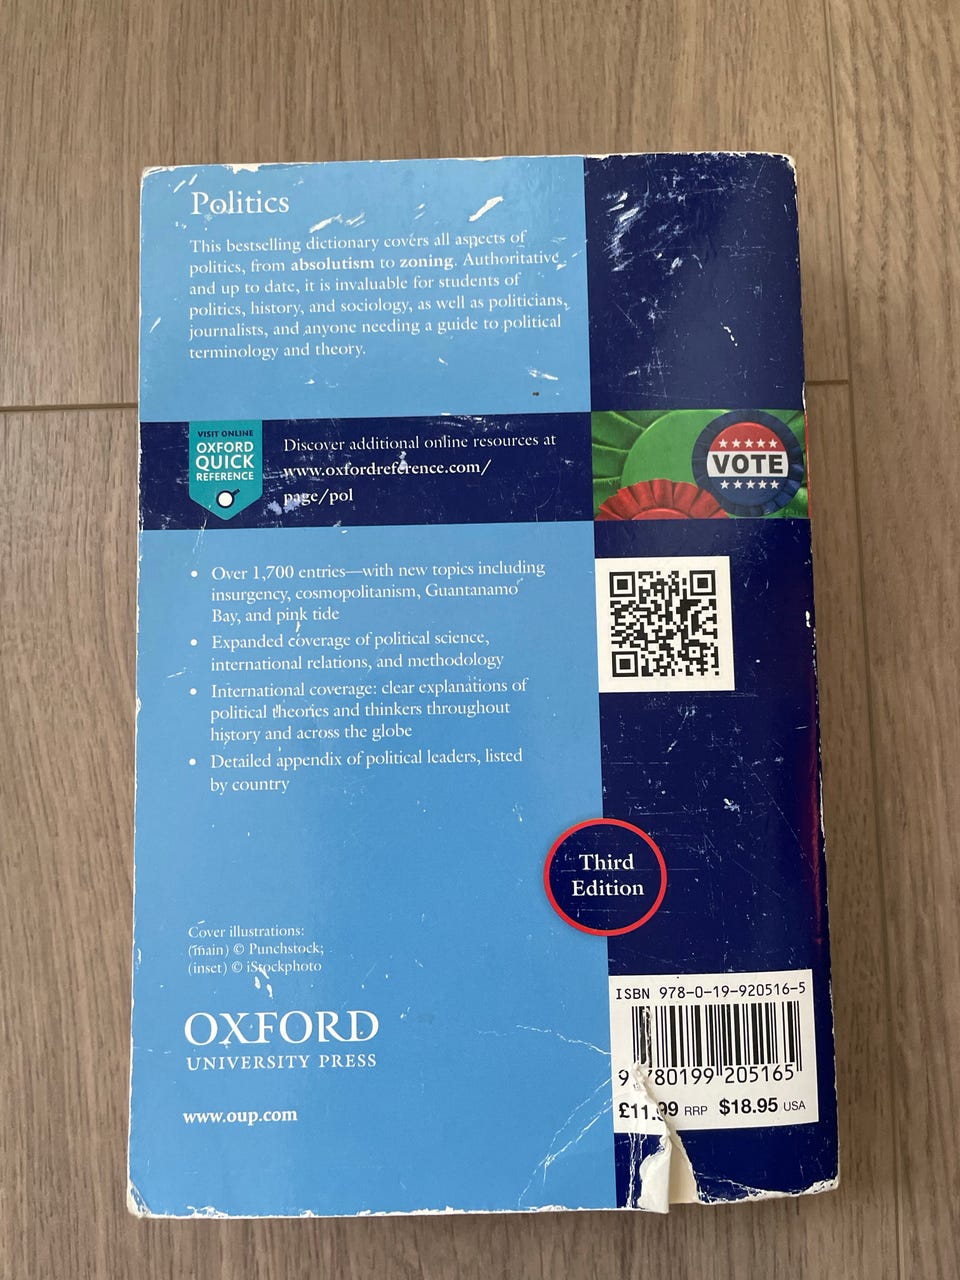 Politics
This bestselling dictionary covers all aspects of
politics, from absolutism to zoning. Authoritative
and up to date, it is invaluable for students of
politics, history, and sociology, as well as politicians,
journalists, and anyone needing a guide to political
terminology and theory.
VISIT ONLINE
OXFORD
QUICK
REFERENCE
Discover additional online resources at
www.oxfordreference.com/
page/pol
VOTE
• Over 1,700 entries—with new topics including
insurgency, cosmopolitanism, Guantanamo
Bay, and pink tide
• Expanded coverage of political science,
international relations, and methodology
• International coverage: clear explanations of
political theories and thinkers throughout
history and across the globe
• Detailed appendix of political leaders, listed
by country
Third
Edition
Cover illustrations:
(main) © Punchstock;
(inset) © iStockphoto
OXFORD
UNIVERSITY PRESS
www.oup.com
ISBN 978-0-19-920516-5
9 780199 205165
£11.99 RRP $18.95 USA